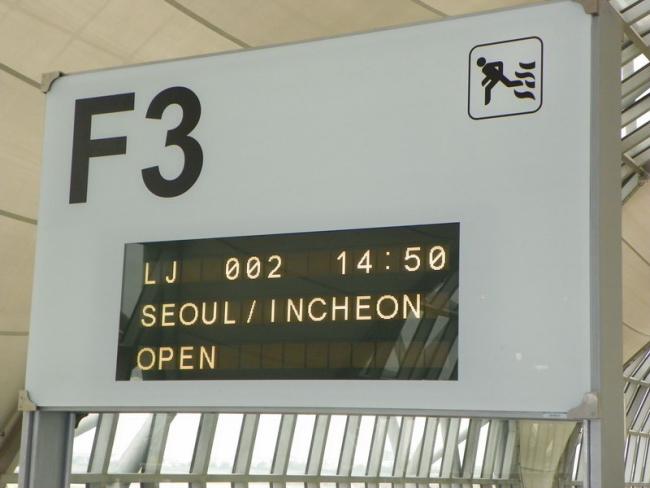 F3
LJ 002 14:50
SEOUL/INCHEON
OPEN